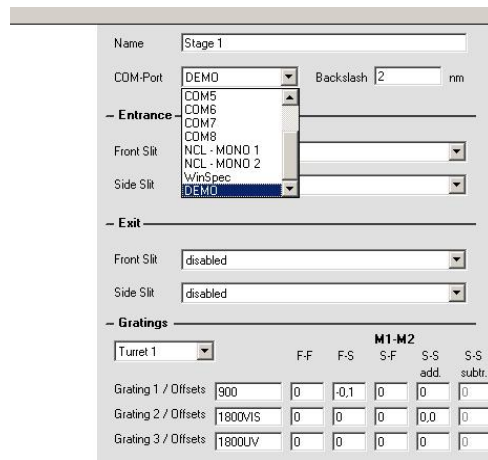 Name Stage 1
COM-Port DEMO Backslash 2 nm
COM5
COM6
COM7
COM8
NCL - MONO 1
NCL - MONO 2
WinSpec
DEMO
Entrance
Front Slit
Side Slit
Exit
Front Slit disabled
Side Slit disabled
Gratings
M1-M2
Turret 1 F-F F-S S-F S-S S-S
add. subtr.
Grating 1 / Offsets 900 0 -0,1 0 0 0
Grating 2 / Offsets 1800VIS 0 0 0 0,0 0
Grating 3 / Offsets 1800UV 0 0 0 0 0